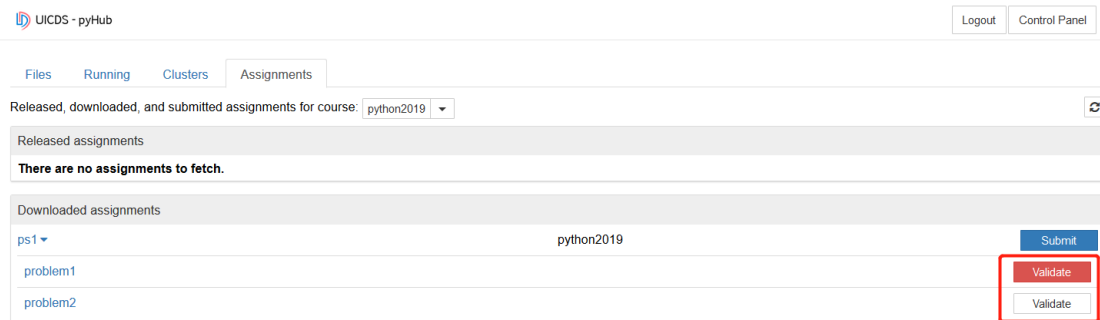 UICDS - pyHub Logout Control Panel
Files Running Clusters Assignments
Released, downloaded, and submitted assignments for course: python2019
Released assignments
There are no assignments to fetch.
Downloaded assignments
ps1 python2019 Submit
problem1 Validate
problem2 Validate